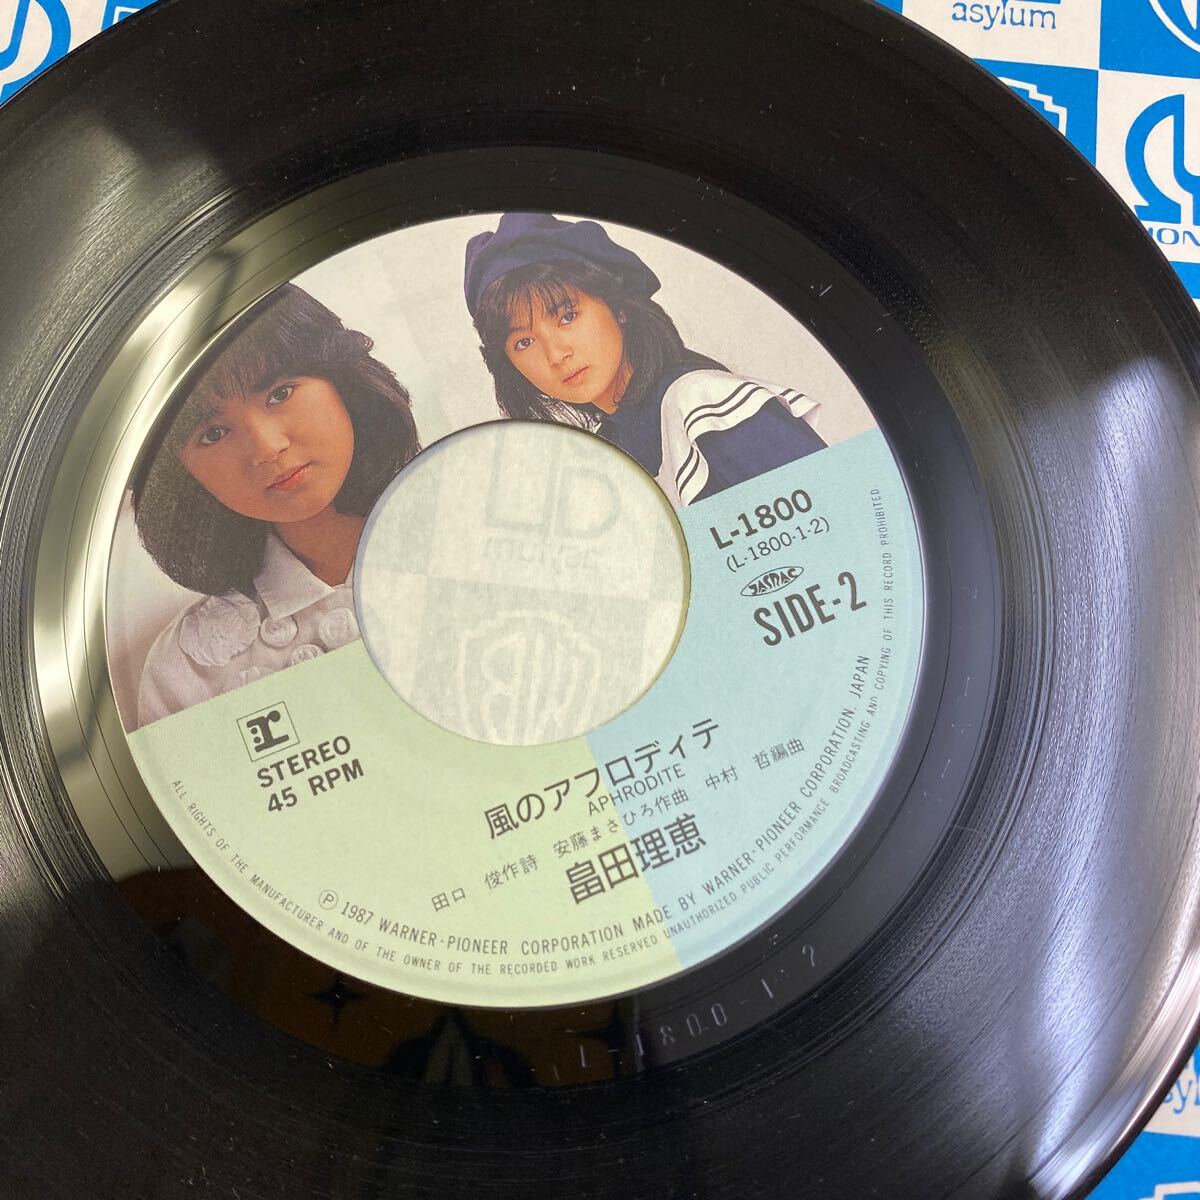 asylum
L-1800
(L-1800-1-2)
JASRAC
SIDE-2
r
STEREO
45 RPM
風のアフロディテ
APHRODITE
田口 俊作詩 安藤まさひろ作曲 中村 哲編曲
畠田理恵
Ⓟ 1987 WARNER-PIONEER CORPORATION MADE BY WARNER-PIONEER CORPORATION, JAPAN
ALL RIGHTS OF THE MANUFACTURER AND OF THE OWNER OF THE RECORDED WORK RESERVED UNAUTHORIZED PUBLIC PERFORMANCE BROADCASTING AND COPYING OF THIS RECORD PROHIBITED
L-1800-1-2